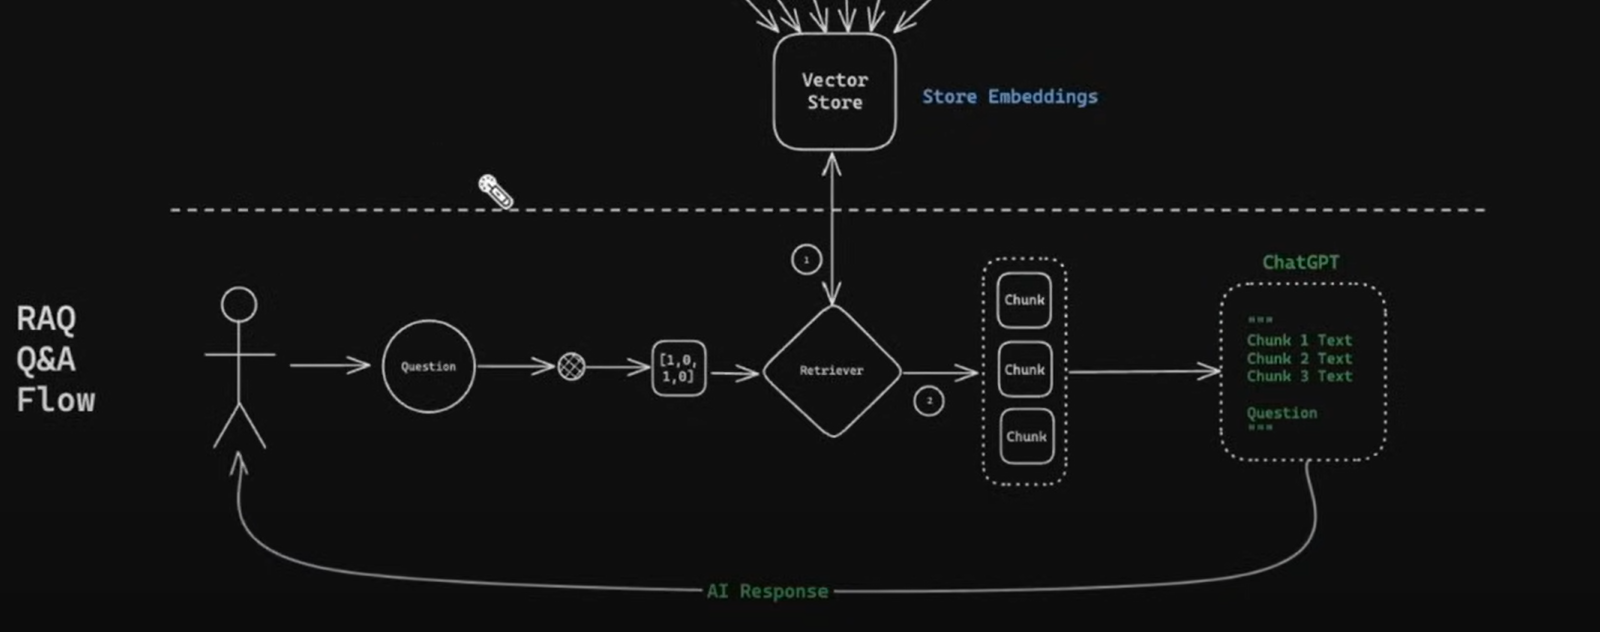 Vector
Store
Store Embeddings
1
ChatGPT
RAQ
Q&A
Flow
Question
[1,0,
1,0]
Retriever
2
Chunk
Chunk
Chunk
"""
Chunk 1 Text
Chunk 2 Text
Chunk 3 Text
Question
"""
AI Response